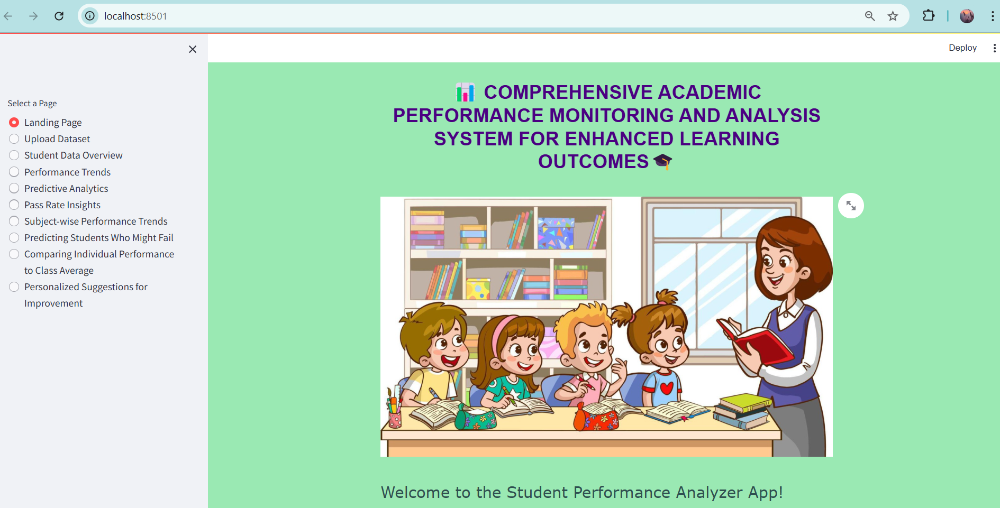 localhost:8501
Deploy
Select a Page
Landing Page
Upload Dataset
Student Data Overview
Performance Trends
Predictive Analytics
Pass Rate Insights
Subject-wise Performance Trends
Predicting Students Who Might Fail
Comparing Individual Performance
to Class Average
Personalized Suggestions for
Improvement
📊 COMPREHENSIVE ACADEMIC
PERFORMANCE MONITORING AND ANALYSIS
SYSTEM FOR ENHANCED LEARNING
OUTCOMES 🎓
Welcome to the Student Performance Analyzer App!